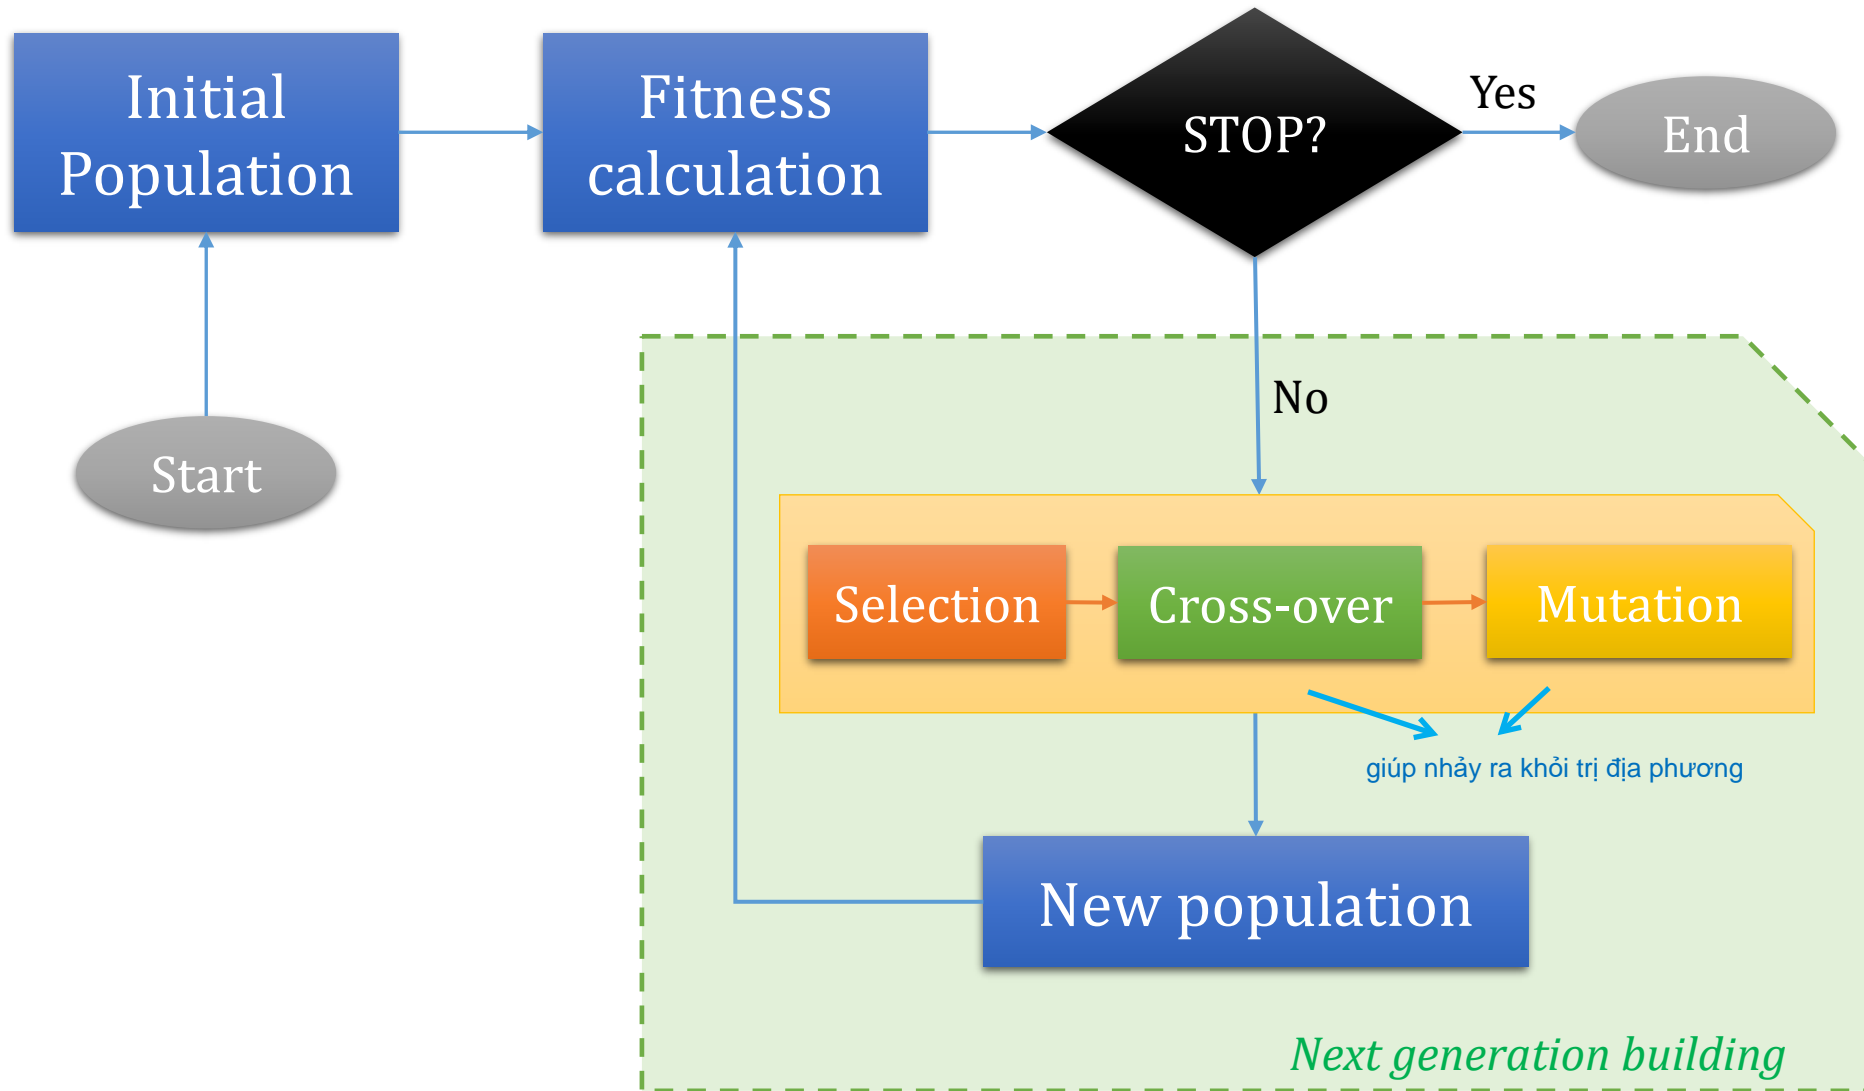 Initial
Population
Fitness
calculation
STOP?
Yes
End
Start
No
Selection
Cross-over
Mutation
giúp nhảy ra khỏi trị địa phương
New population
Next generation building